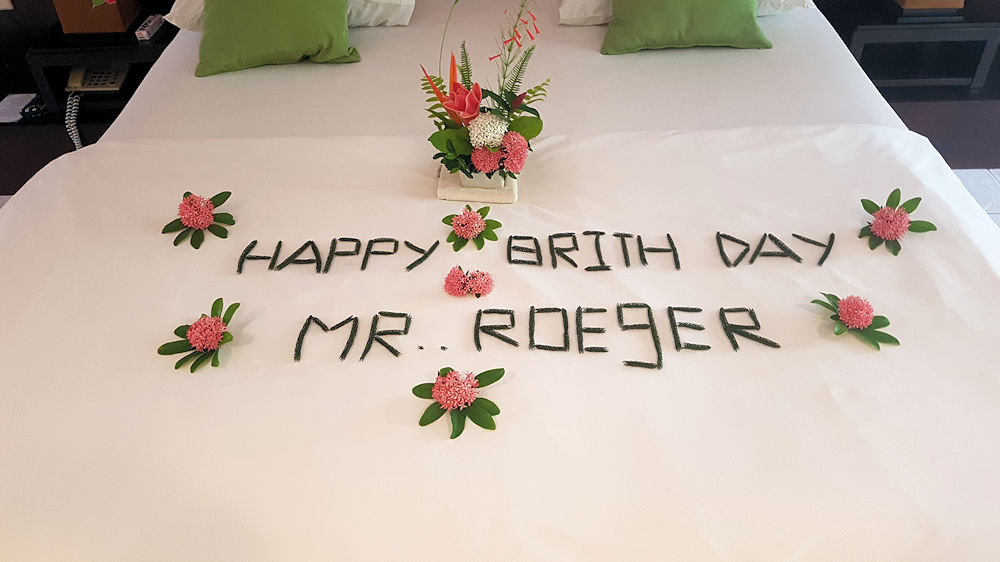 HAPPY BRITH DAY
MR.. ROEgER